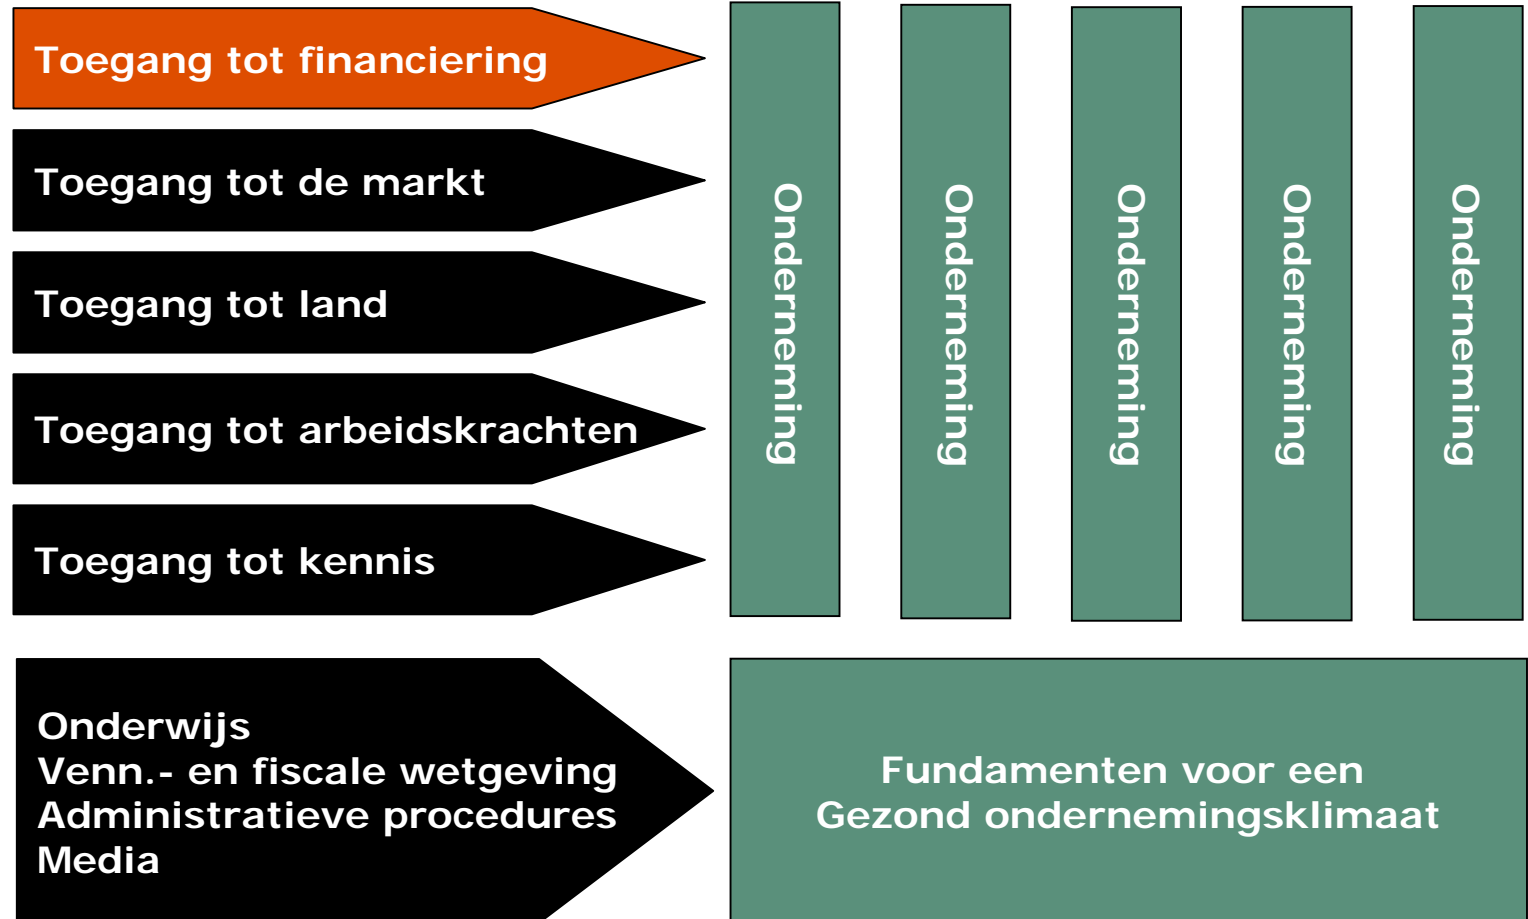 Toegang tot financiering
Toegang tot de markt
Toegang tot land
Toegang tot arbeidskrachten
Toegang tot kennis
Onderneming
Onderneming
Onderneming
Onderneming
Onderneming
Onderwijs
Venn.- en fiscale wetgeving
Administratieve procedures
Media
Fundamenten voor een
Gezond ondernemingsklimaat